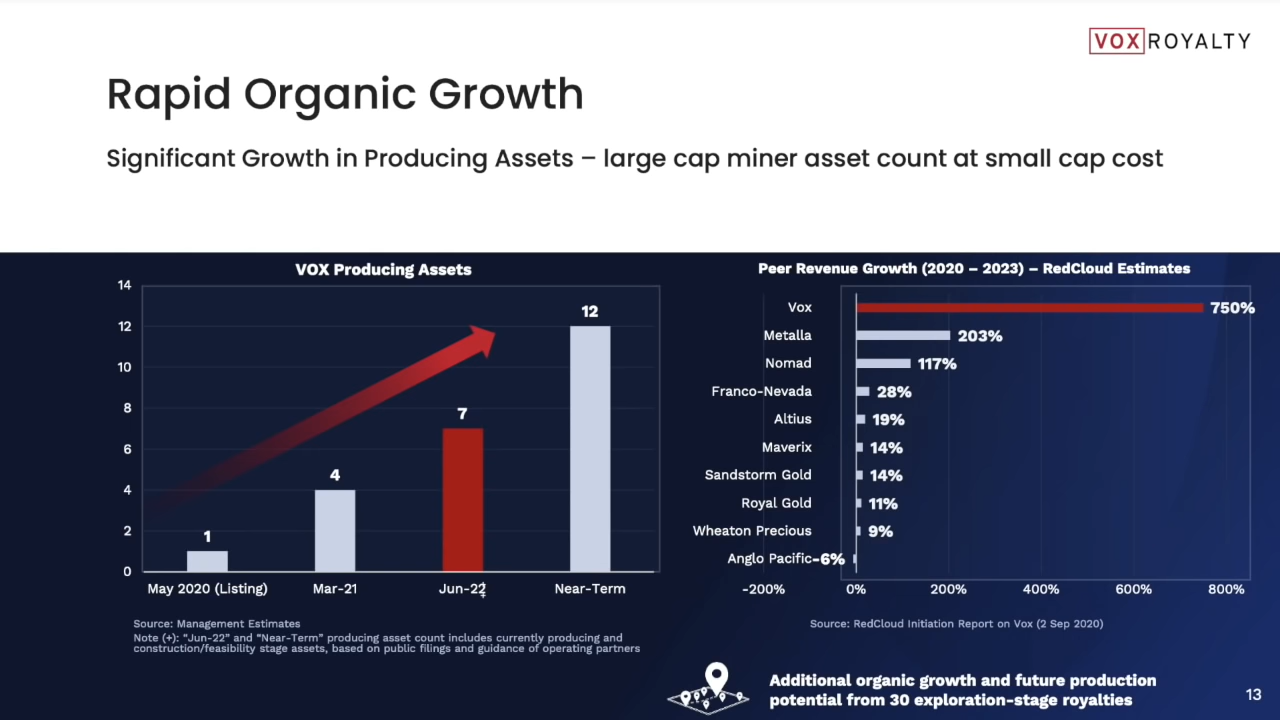 VOX ROYALTY
Rapid Organic Growth
Significant Growth in Producing Assets – large cap miner asset count at small cap cost
VOX Producing Assets
14
12
10
8
6
4
2
0
1
4
7
12
May 2020 (Listing)
Mar-21
Jun-22‡
Near-Term
Source: Management Estimates
Note (+): “Jun-22” and “Near-Term” producing asset count includes currently producing and
construction/feasibility stage assets, based on public filings and guidance of operating partners
Peer Revenue Growth (2020 – 2023) – RedCloud Estimates
Vox 750%
Metalla 203%
Nomad 117%
Franco-Nevada 28%
Altius 19%
Maverix 14%
Sandstorm Gold 14%
Royal Gold 11%
Wheaton Precious 9%
Anglo Pacific -6%
-200% 0% 200% 400% 600% 800%
Source: RedCloud Initiation Report on Vox (2 Sep 2020)
Additional organic growth and future production
potential from 30 exploration-stage royalties
13